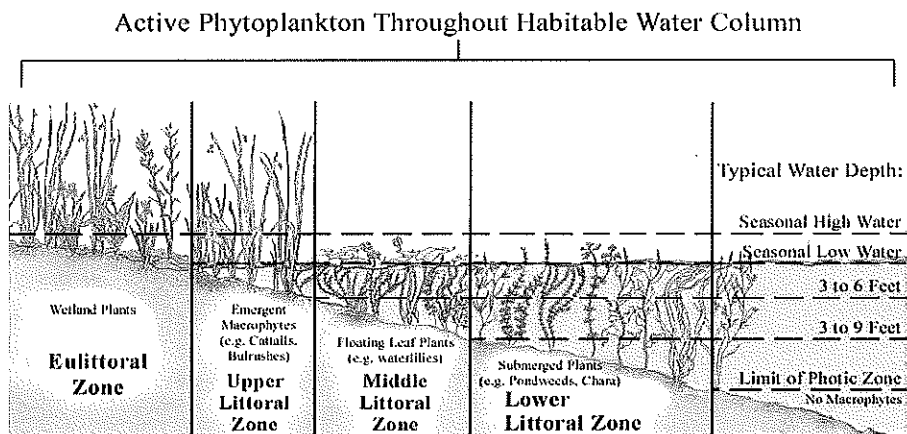 Active Phytoplankton Throughout Habitable Water Column
Typical Water Depth:
Seasonal High Water
Seasonal Low Water
3 to 6 Feet
3 to 9 Feet
Limit of Photic Zone
No Macrophytes
Wetland Plants
Eulittoral
Zone
Emergent
Macrophytes
(e.g. Cattails,
Bulrushes)
Upper
Littoral
Zone
Floating Leaf Plants
(e.g. waterlilies)
Middle
Littoral
Zone
Submerged Plants
(e.g. Pondweeds, Chara)
Lower
Littoral Zone